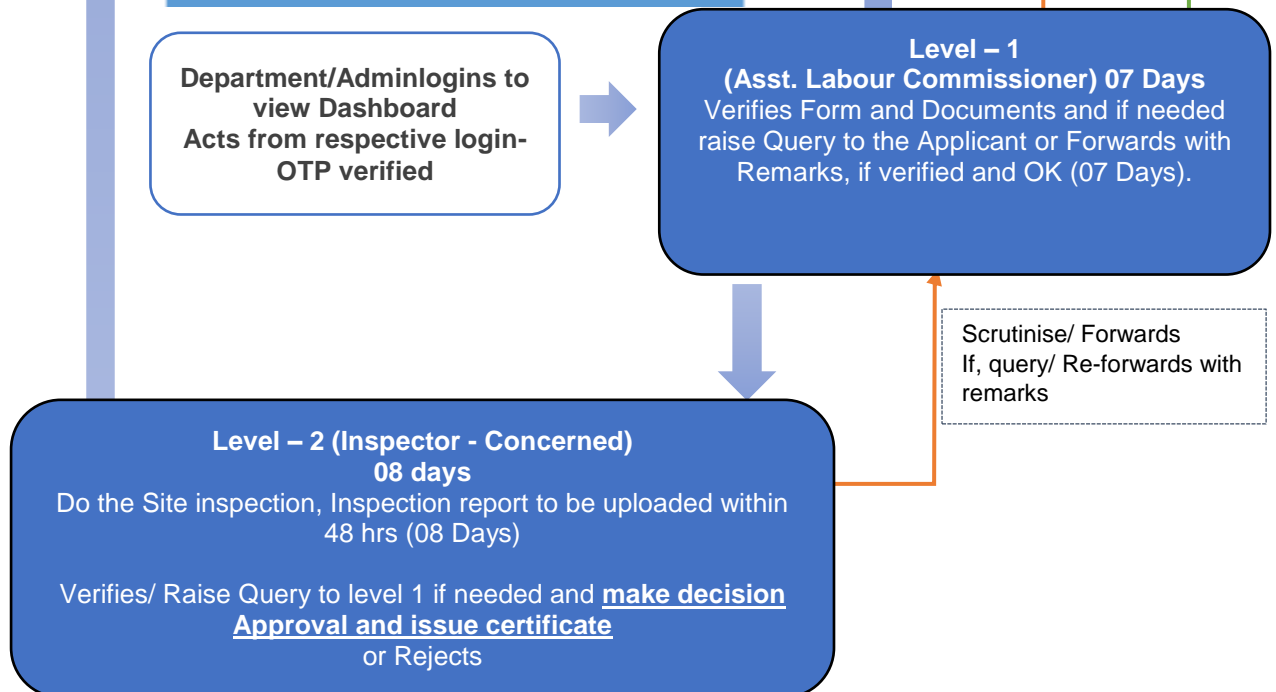 Department/Adminlogins to
view Dashboard
Acts from respective login-
OTP verified
Level – 1
(Asst. Labour Commissioner) 07 Days
Verifies Form and Documents and if needed
raise Query to the Applicant or Forwards with
Remarks, if verified and OK (07 Days).
Scrutinise/ Forwards
If, query/ Re-forwards with
remarks
Level – 2 (Inspector - Concerned)
08 days
Do the Site inspection, Inspection report to be uploaded within
48 hrs (08 Days)
Verifies/ Raise Query to level 1 if needed and make decision
Approval and issue certificate
or Rejects